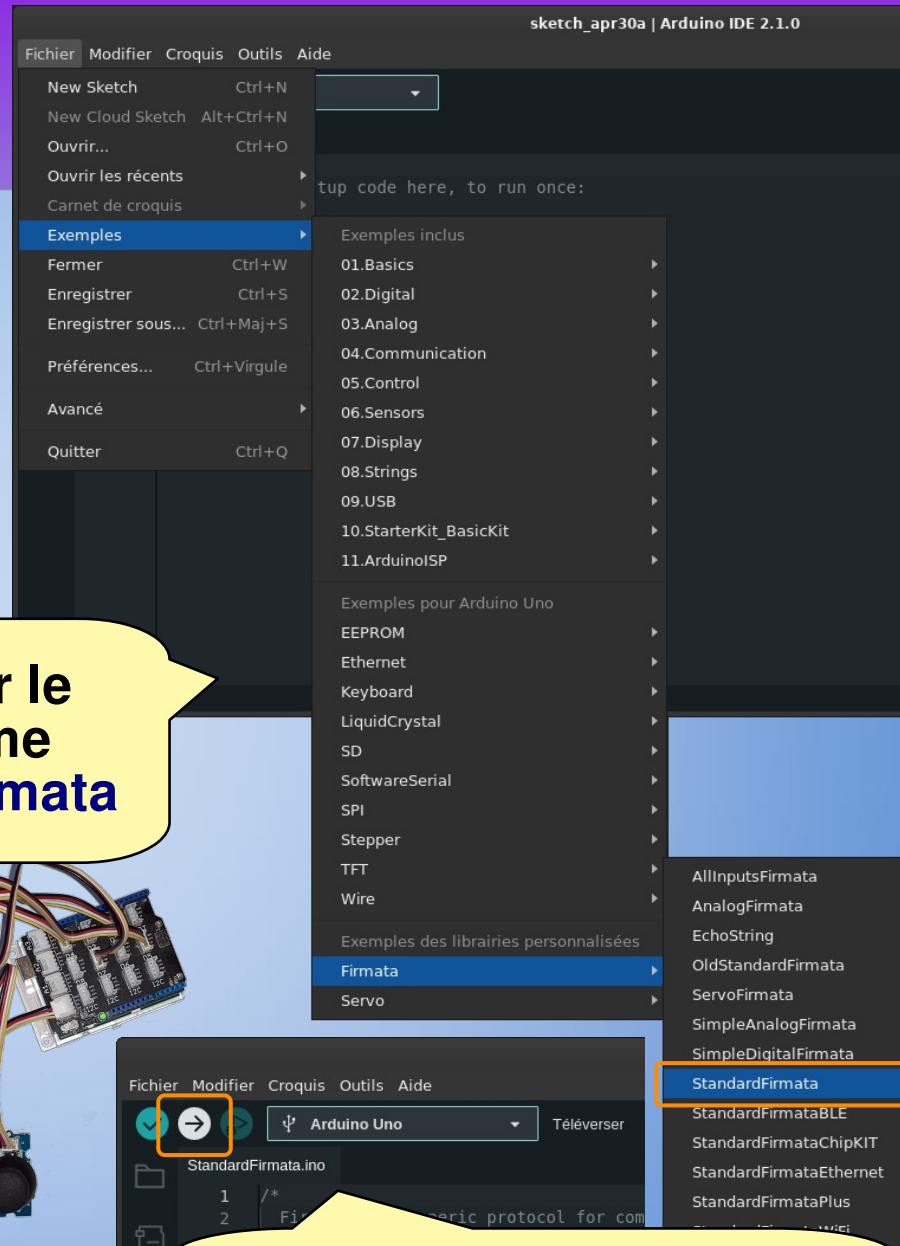 sketch_apr30a | Arduino IDE 2.1.0
Fichier Modifier Croquis Outils Aide
New Sketch Ctrl+N
New Cloud Sketch Alt+Ctrl+N
Ouvrir... Ctrl+O
Ouvrir les récents
tup code here, to run once:
Carnet de croquis
Exemples
Fermer Ctrl+W
Enregistrer Ctrl+S
Enregistrer sous... Ctrl+Maj+S
Préférences... Ctrl+Virgule
Avancé
Quitter Ctrl+Q
Exemples inclus
01.Basics
02.Digital
03.Analog
04.Communication
05.Control
06.Sensors
07.Display
08.Strings
09.USB
10.StarterKit_BasicKit
11.ArduinoISP
Exemples pour Arduino Uno
EEPROM
Ethernet
Keyboard
LiquidCrystal
SD
SoftwareSerial
SPI
Stepper
TFT
Wire
Exemples des librairies personnalisées
Firmata
Servo
r le
me
mata
AllInputsFirmata
AnalogFirmata
EchoString
OldStandardFirmata
ServoFirmata
SimpleAnalogFirmata
SimpleDigitalFirmata
StandardFirmata
StandardFirmataBLE
StandardFirmataChipKIT
StandardFirmataEthernet
StandardFirmataPlus
StandardFirmataWiFi
Fichier Modifier Croquis Outils Aide
Arduino Uno Téléverser
StandardFirmata.ino
1 /*
2 Fi eric protocol for com